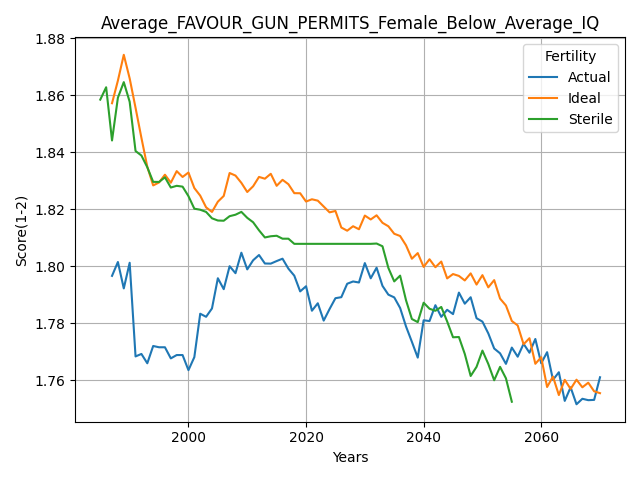 Average_FAVOUR_GUN_PERMITS_Female_Below_Average_IQ
Fertility
Actual
Ideal
Sterile
Score(1-2)
1.88
1.86
1.84
1.82
1.80
1.78
1.76
2000
2020
2040
2060
Years